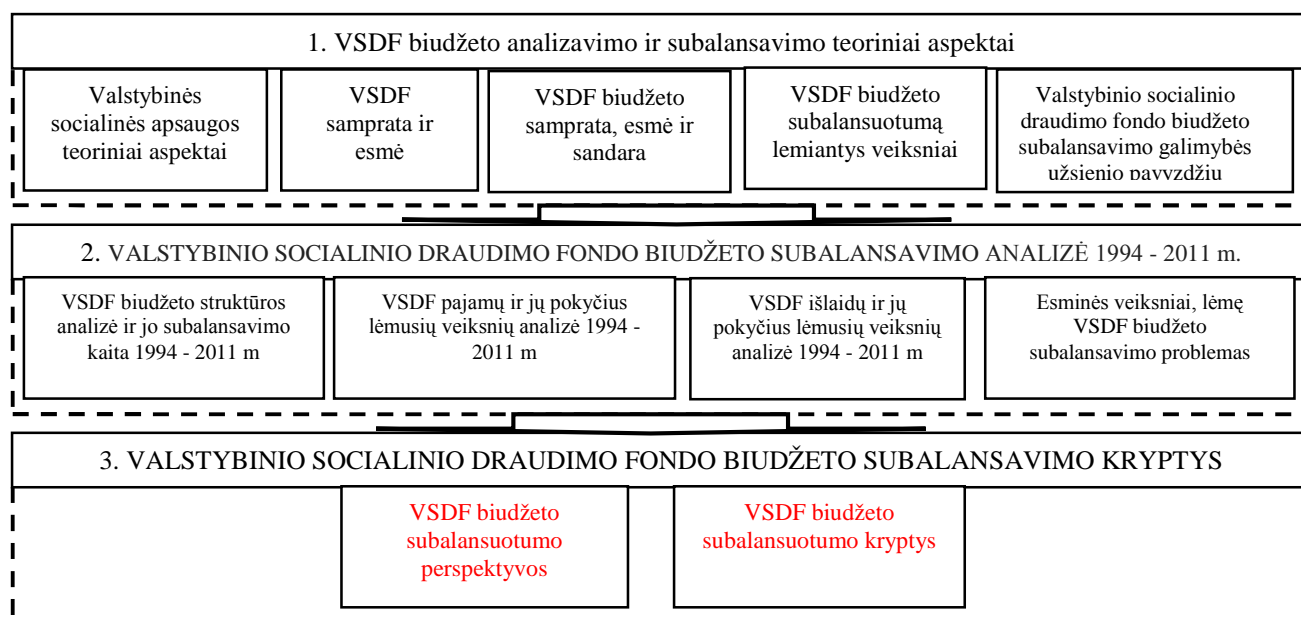 1. VSDF biudžeto analizavimo ir subalansavimo teoriniai aspektai
Valstybinės
socialinės apsaugos
teoriniai aspektai
VSDF
samprata ir
esmė
VSDF biudžeto
samprata, esmė ir
sandara
VSDF biudžeto
subalansuotumą
lemiantys veiksniai
Valstybinio socialinio
draudimo fondo biudžeto
subalansavimo galimybės
užsienio pavyzdžiu
2. VALSTYBINIO SOCIALINIO DRAUDIMO FONDO BIUDŽETO SUBALANSAVIMO ANALIZĖ 1994 - 2011 m.
VSDF biudžeto struktūros
analizė ir jo subalansavimo
kaita 1994 - 2011 m
VSDF pajamų ir jų pokyčius
lėmusių veiksnių analizė 1994 -
2011 m
VSDF išlaidų ir jų
pokyčius lėmusių veiksnių
analizė 1994 - 2011 m
Esminės veiksniai, lėmę
VSDF biudžeto
subalansavimo problemas
3. VALSTYBINIO SOCIALINIO DRAUDIMO FONDO BIUDŽETO SUBALANSAVIMO KRYPTYS
VSDF biudžeto
subalansuotumo
perspektyvos
VSDF biudžeto
subalansuotumo kryptys